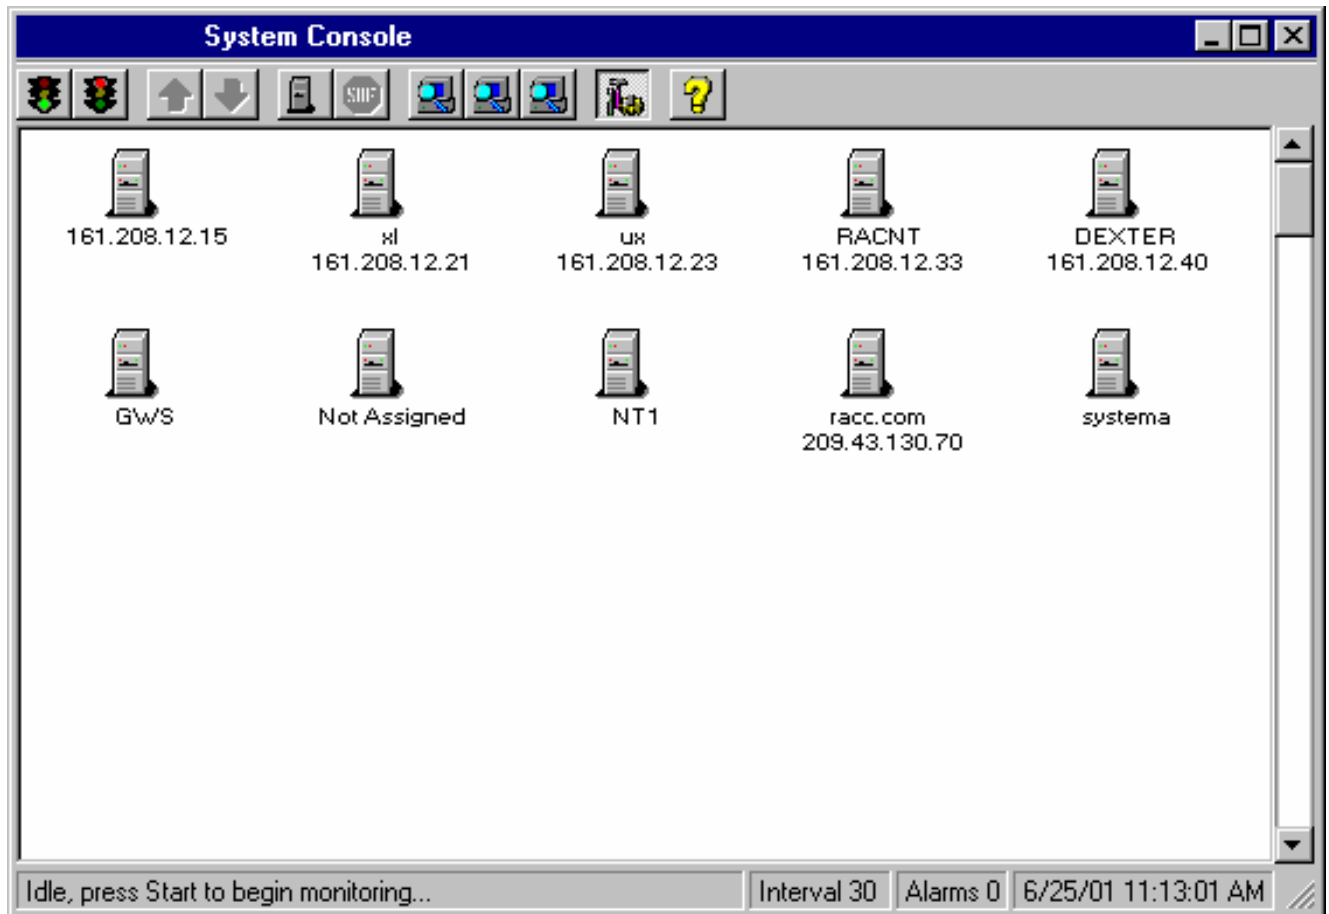 System Console
161.208.12.15
xl
161.208.12.21
ux
161.208.12.23
RACNT
161.208.12.33
DEXTER
161.208.12.40
GWS
Not Assigned
NT1
racc.com
209.43.130.70
systema
Idle, press Start to begin monitoring...
Interval 30
Alarms 0
6/25/01 11:13:01 AM